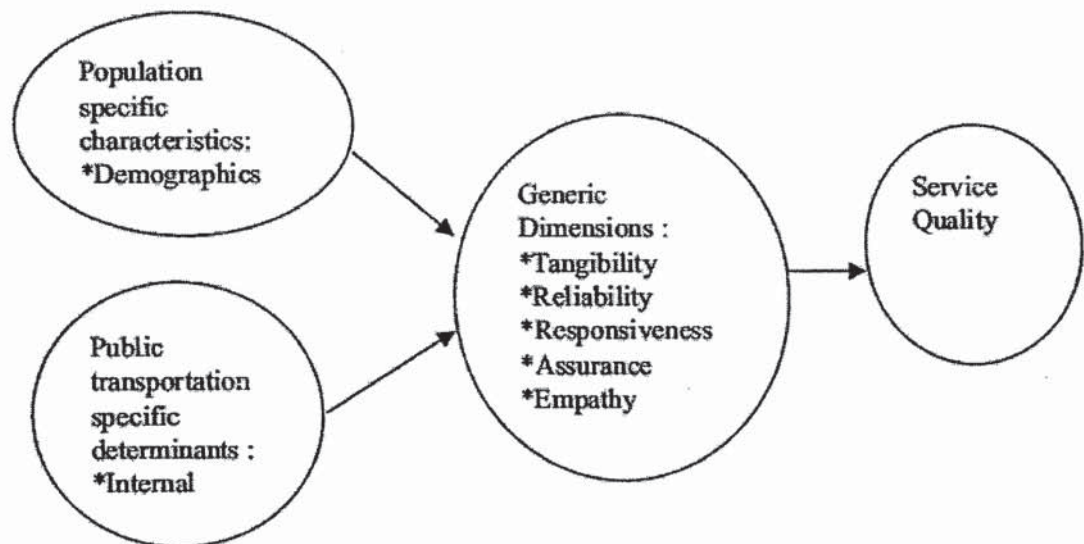 Population
specific
characteristics:
*Demographics
Public
transportation
specific
determinants :
*Internal
Generic
Dimensions :
*Tangibility
*Reliability
*Responsiveness
*Assurance
*Empathy
Service
Quality